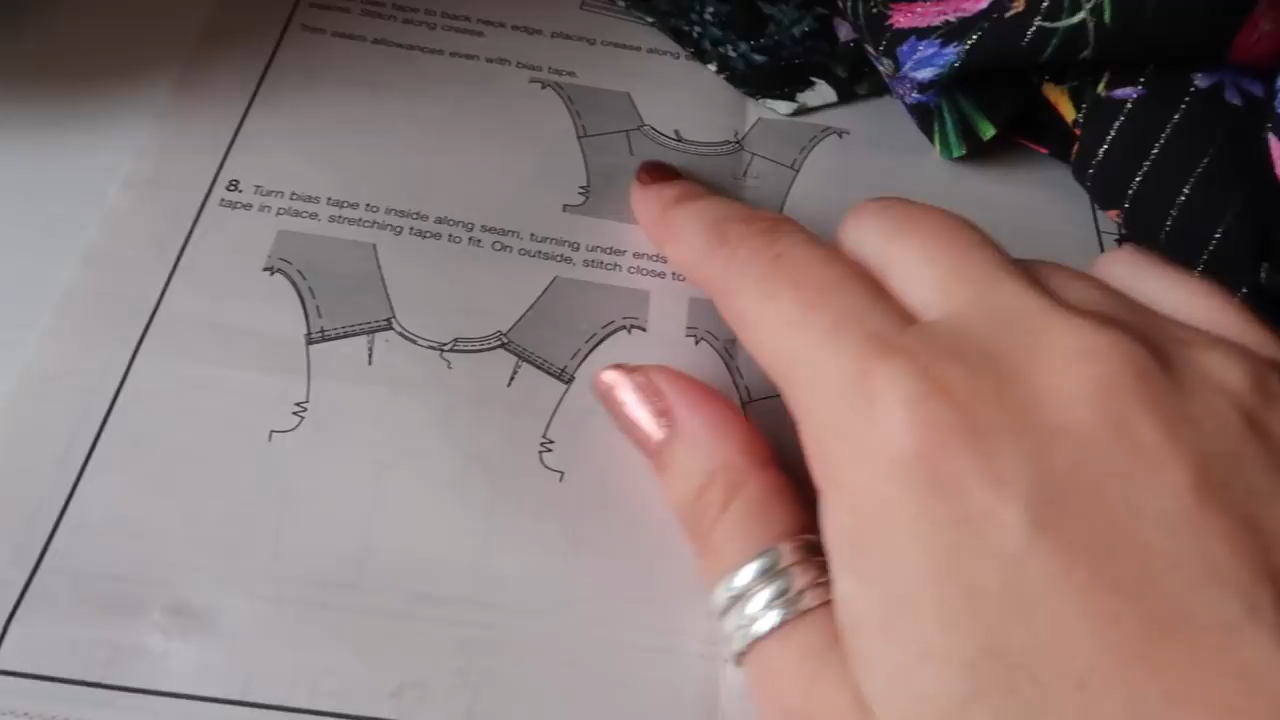 bias tape to back neck edge, placing crease along
seams. Stitch along crease.
Trim seam allowances even with bias tape.
8. Turn bias tape to inside along seam, turning under ends
tape in place, stretching tape to fit. On outside, stitch close to